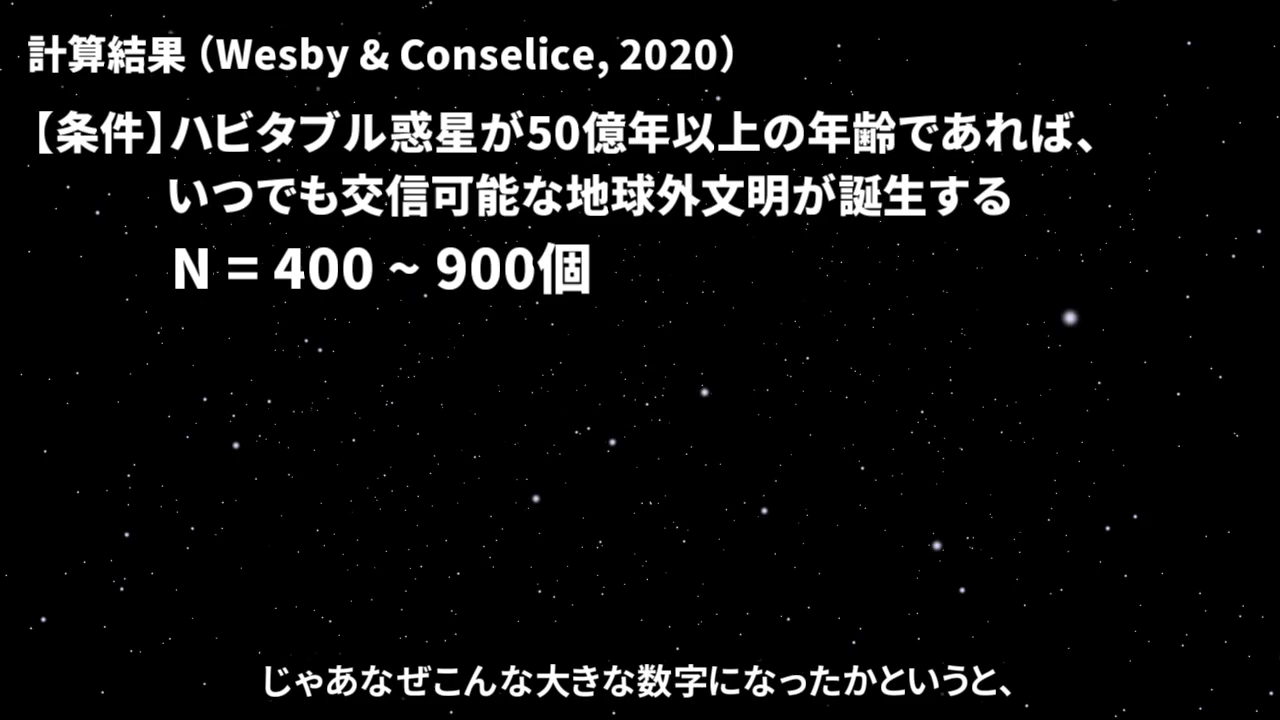 計算結果（Wesby & Conselice, 2020）
【条件】ハビタブル惑星が50億年以上の年齢であれば、
いつでも交信可能な地球外文明が誕生する
N = 400 ~ 900個
じゃあなぜこんな大きな数字になったかというと、